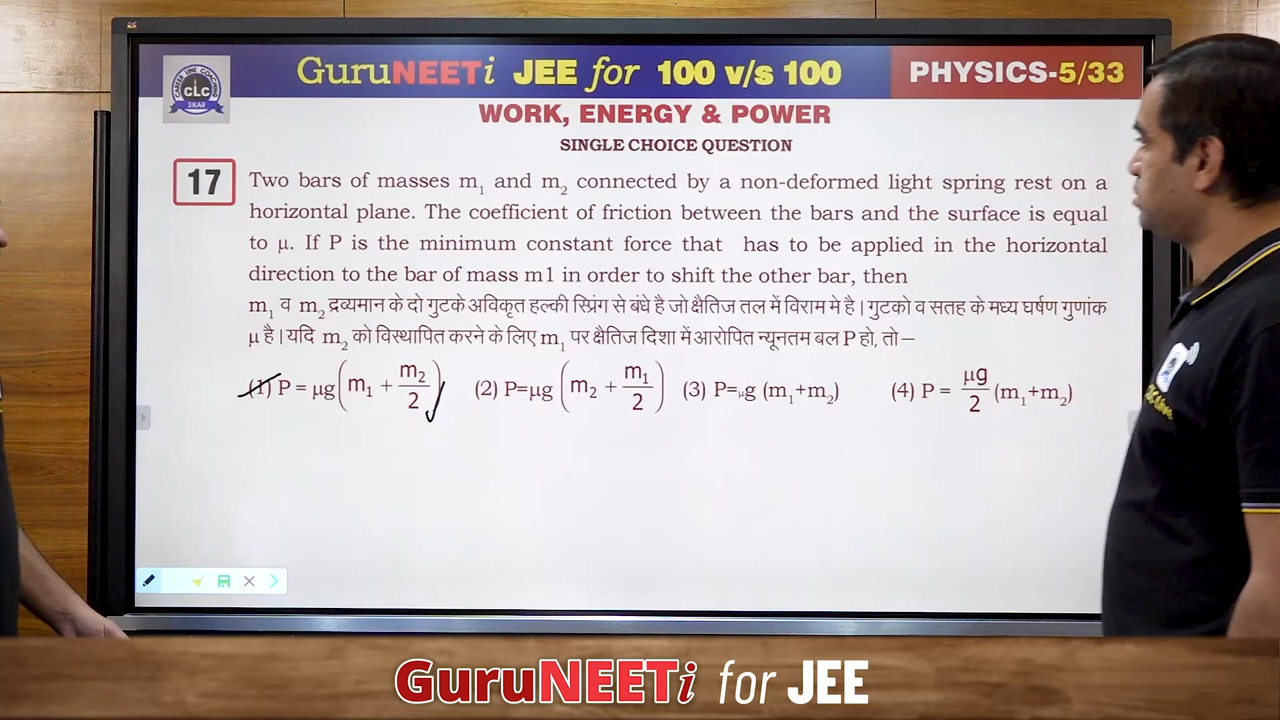 GuruNEETi JEE for 100 v/s 100
PHYSICS-5/33
CAREER LINE COACHING
CLC
SIKAR
WORK, ENERGY & POWER
SINGLE CHOICE QUESTION
17
Two bars of masses m₁ and m₂ connected by a non-deformed light spring rest on a
horizontal plane. The coefficient of friction between the bars and the surface is equal
to μ. If P is the minimum constant force that has to be applied in the horizontal
direction to the bar of mass m1 in order to shift the other bar, then
m₁ व m₂ द्रव्यमान के दो गुटके अविकृत हल्की स्प्रिंग से बंधे है जो क्षैतिज तल में विराम मे है। गुटको व सतह के मध्य घर्षण गुणांक
μ है। यदि m₂ को विस्थापित करने के लिए m₁ पर क्षैतिज दिशा में आरोपित न्यूनतम बल P हो, तो –
(1) P = μg(m₁ + m₂/2) (2) P=μg (m₂ + m₁/2) (3) P=μg (m₁+m₂) (4) P = μg/2 (m₁+m₂)
GuruNEETi for JEE